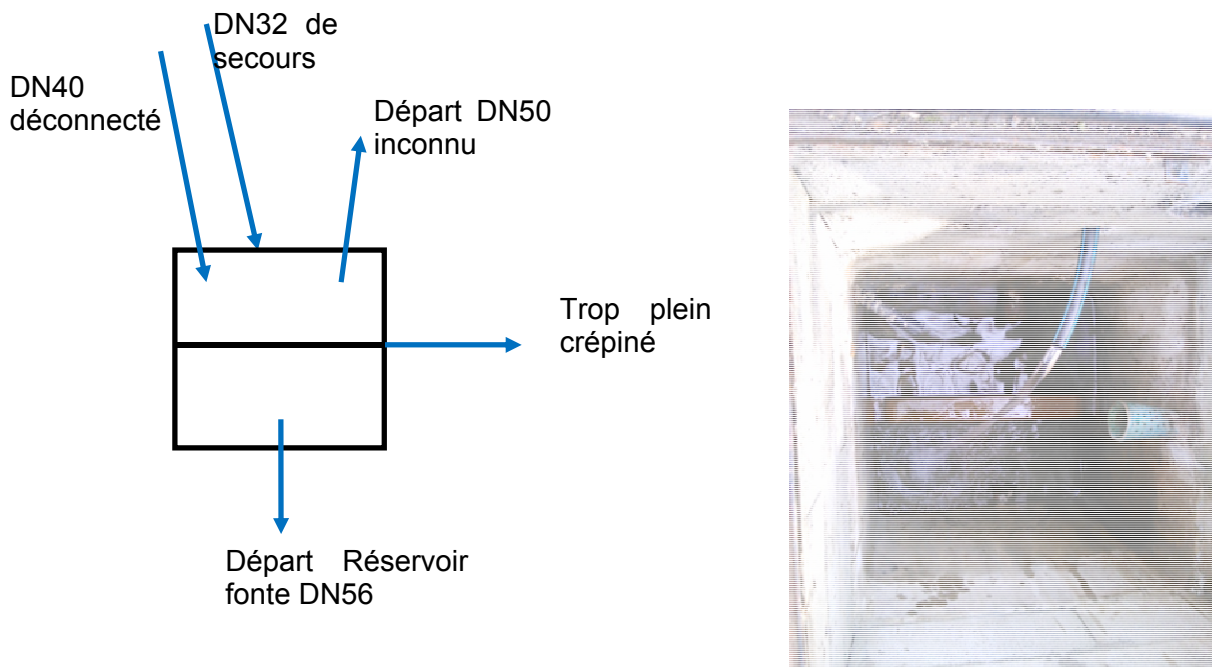 DN32 de
secours
DN40
déconnecté
Départ DN50
inconnu
Trop plein
crépiné
Départ Réservoir
fonte DN56